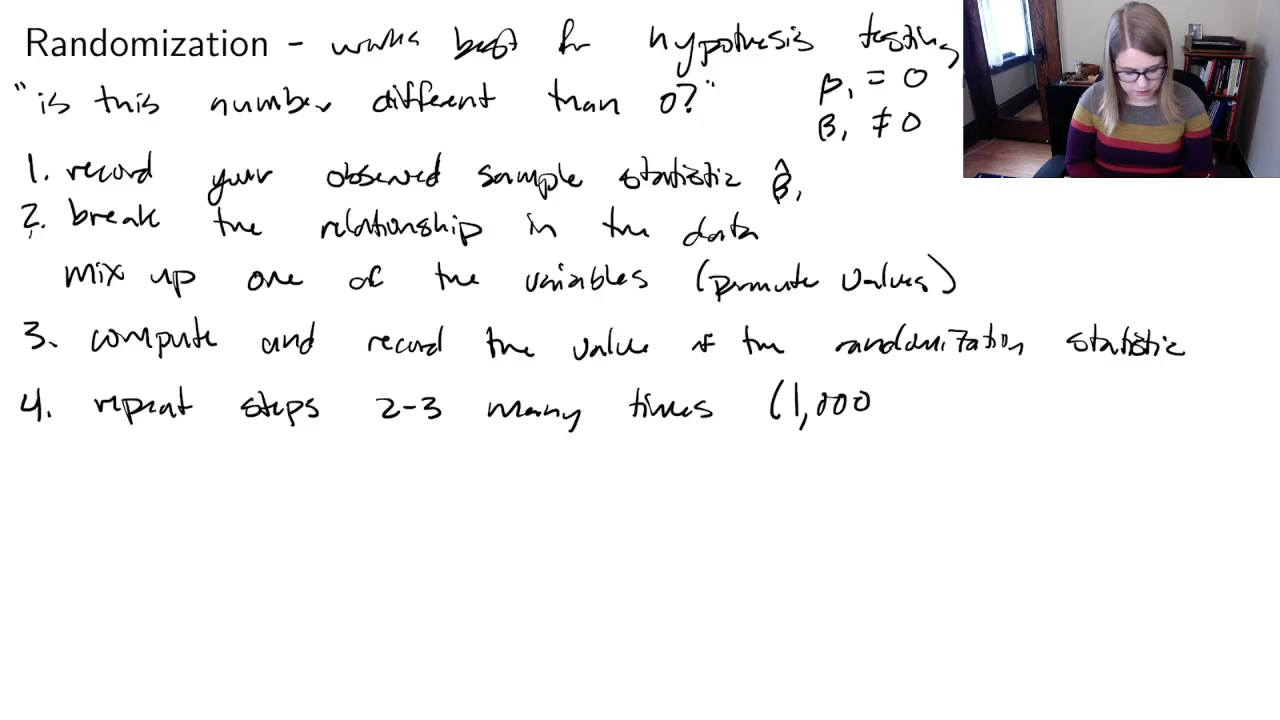 Randomization - works best for hypothesis testing
"is this number different than 0?"
β₁ = 0
β₁ ≠ 0
1. record your observed sample statistic β̂₁
2. break the relationship in the data
mix up one of the variables (permute values)
3. compute and record the value of the randomization statistic
4. repeat steps 2-3 many times (1,000